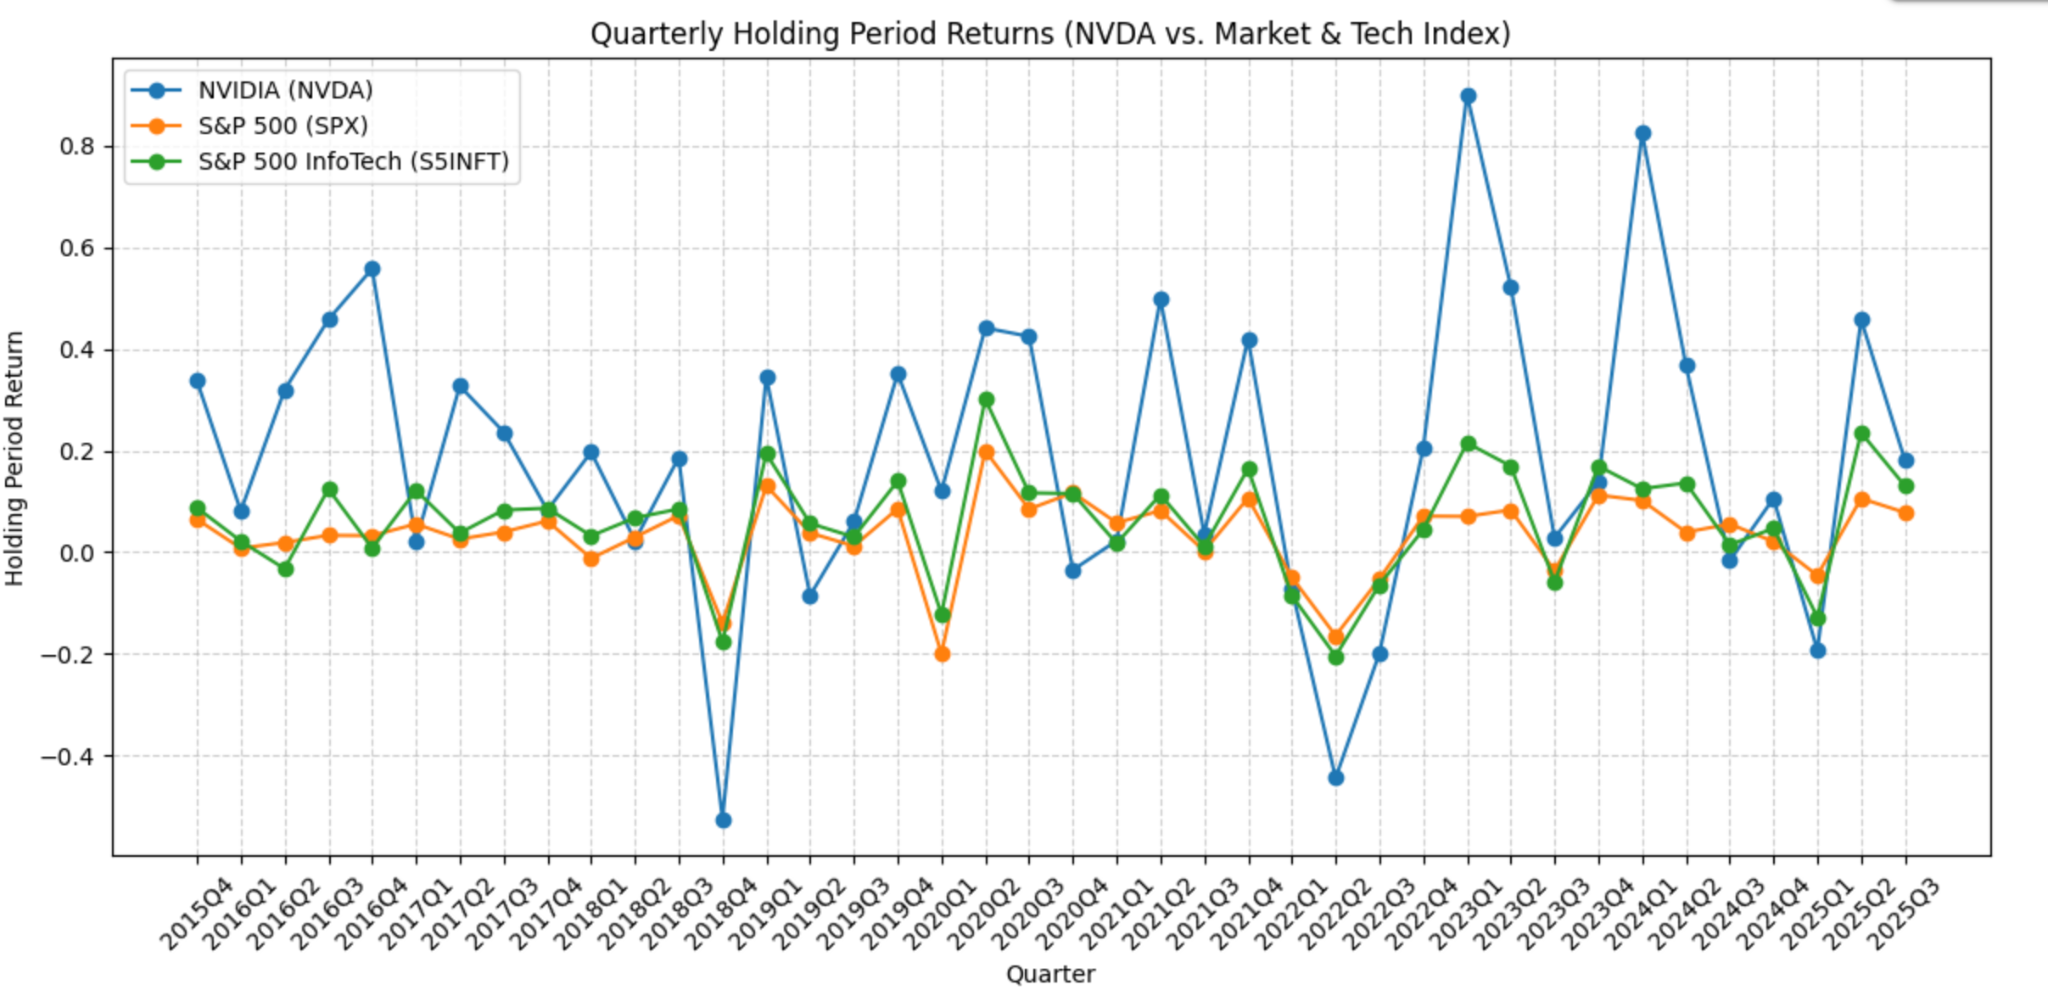 Quarterly Holding Period Returns (NVDA vs. Market & Tech Index)
NVIDIA (NVDA)
S&P 500 (SPX)
S&P 500 InfoTech (S5INFT)
Holding Period Return
0.8
0.6
0.4
0.2
0.0
−0.2
−0.4
2015Q4
2016Q1
2016Q2
2016Q3
2016Q4
2017Q1
2017Q2
2017Q3
2017Q4
2018Q1
2018Q2
2018Q3
2018Q4
2019Q1
2019Q2
2019Q3
2019Q4
2020Q1
2020Q2
2020Q3
2020Q4
2021Q1
2021Q2
2021Q3
2021Q4
2022Q1
2022Q2
2022Q3
2022Q4
2023Q1
2023Q2
2023Q3
2023Q4
2024Q1
2024Q2
2024Q3
2024Q4
2025Q1
2025Q2
2025Q3
Quarter